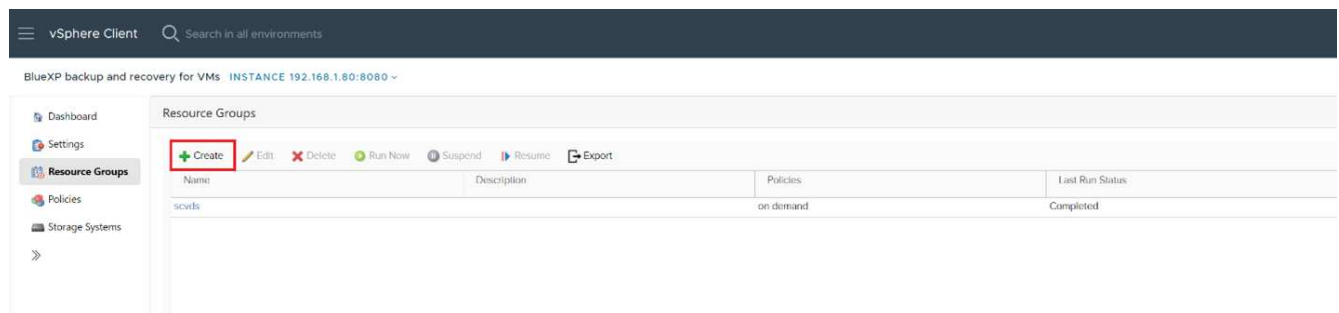 vSphere Client Search in all environments
BlueXP backup and recovery for VMs INSTANCE 192.168.1.80:8080
Dashboard
Settings
Resource Groups
Policies
Storage Systems
Resource Groups
Create Edit Delete Run Now Suspend Resume Export
Name Description Policies Last Run Status
scvds on demand Completed